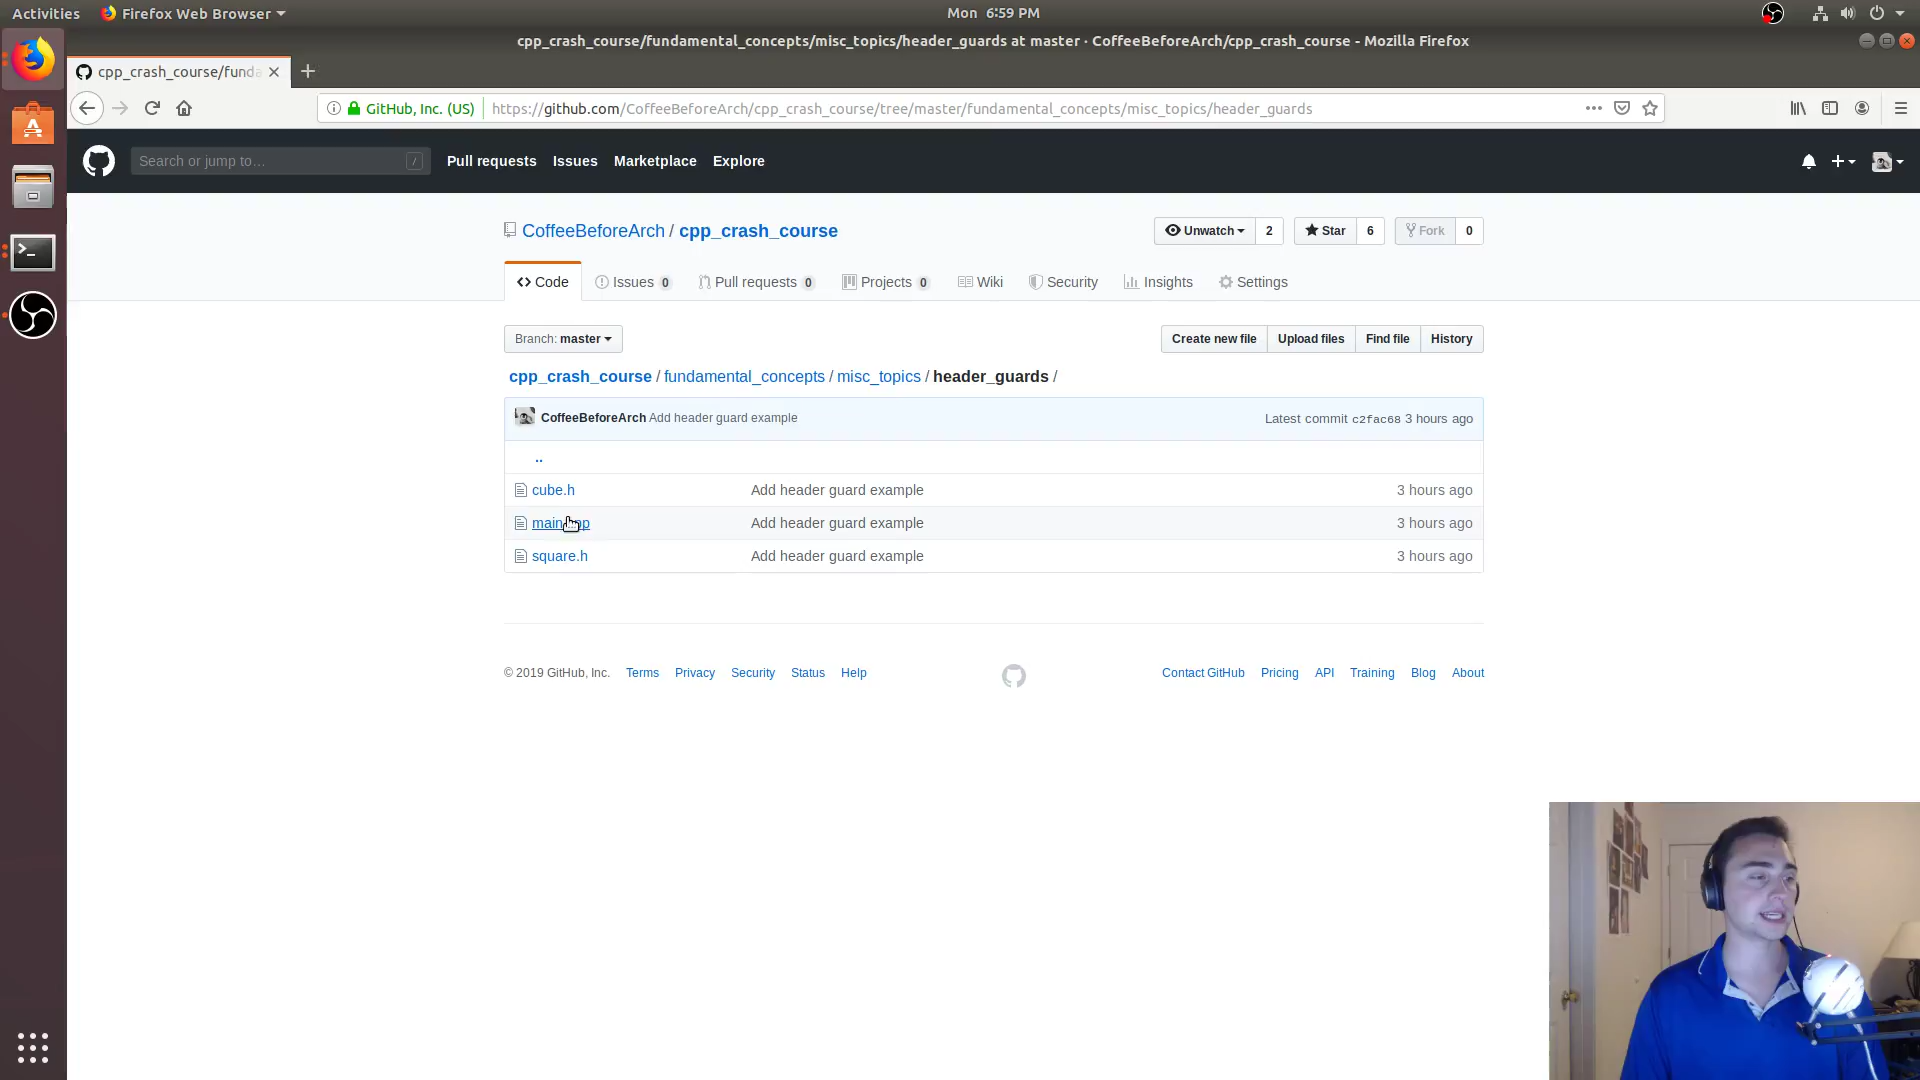 Activities Firefox Web Browser Mon 6:59 PM
cpp_crash_course/fundamental_concepts/misc_topics/header_guards at master · CoffeeBeforeArch/cpp_crash_course - Mozilla Firefox
cpp_crash_course/funda
GitHub, Inc. (US) https://github.com/CoffeeBeforeArch/cpp_crash_course/tree/master/fundamental_concepts/misc_topics/header_guards
Search or jump to… / Pull requests Issues Marketplace Explore
CoffeeBeforeArch / cpp_crash_course Unwatch 2 Star 6 Fork 0
Code Issues 0 Pull requests 0 Projects 0 Wiki Security Insights Settings
Branch: master Create new file Upload files Find file History
cpp_crash_course / fundamental_concepts / misc_topics / header_guards /
CoffeeBeforeArch Add header guard example Latest commit c2fac68 3 hours ago
..
cube.h Add header guard example 3 hours ago
Add header guard example 3 hours ago
square.h Add header guard example 3 hours ago
© 2019 GitHub, Inc. Terms Privacy Security Status Help Contact GitHub Pricing API Training Blog About